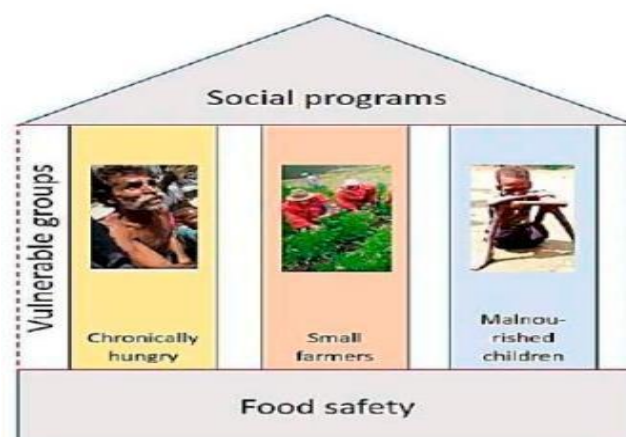 Social programs
Vulnerable groups
Chronically
hungry
Small
farmers
Malnou-
rished
children
Food safety